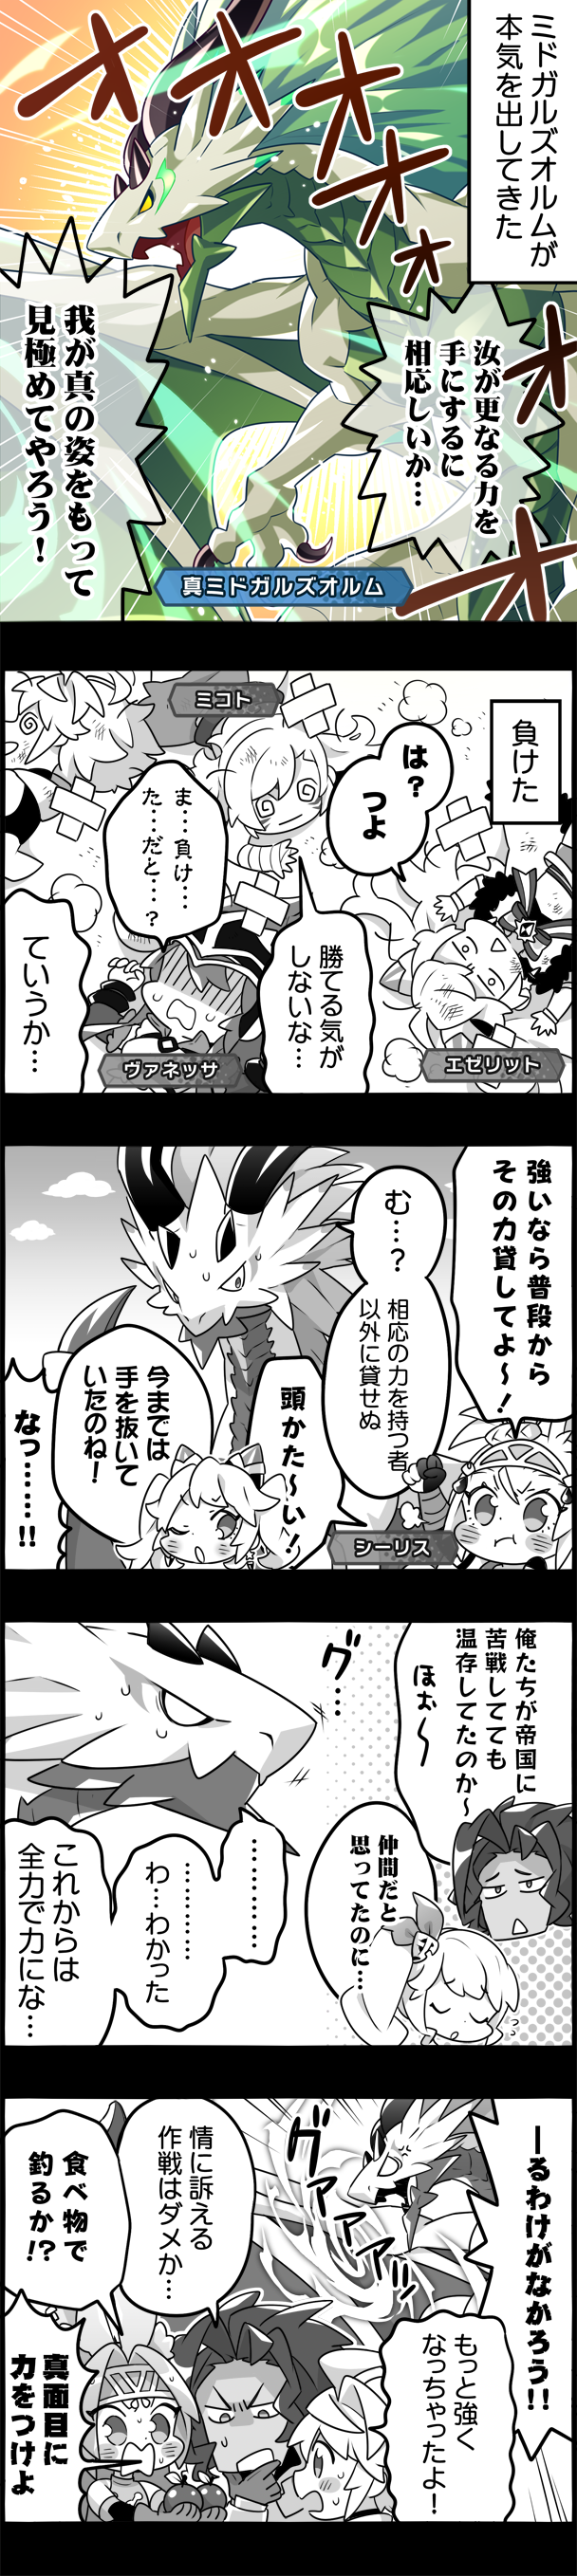 ミドガルズオルムが
本気を出してきた
オオオオオオオ
汝が更なる力を
手にするに
相応しいか…
我が真の姿をもって
見極めてやろう！
真ミドガルズオルム
負けた
は？
つよ
ミコト
勝てる気が
しないな…
ま…負け…
た…だと…？
ていうか…
エゼリット
ヴァネッサ
強いなら普段から
その力貸してよ～！
む…？
相応の力を持つ者
以外に貸せぬ
頭かた～い！
シーリス
今までは
手を抜いて
いたのね！
なっ……!!
俺たちが帝国に
苦戦してても
温存してたのか～
ほぉ～
グ…
仲間だと
思ってたのに…
…………
…………
わ…わかった
これからは
全力で力にな…
ーるわけがなかろう!!
グァァァァ
もっと強く
なっちゃったよ！
情に訴える
作戦はダメか…
食べ物で
釣るか!?
真面目に
力をつけよ